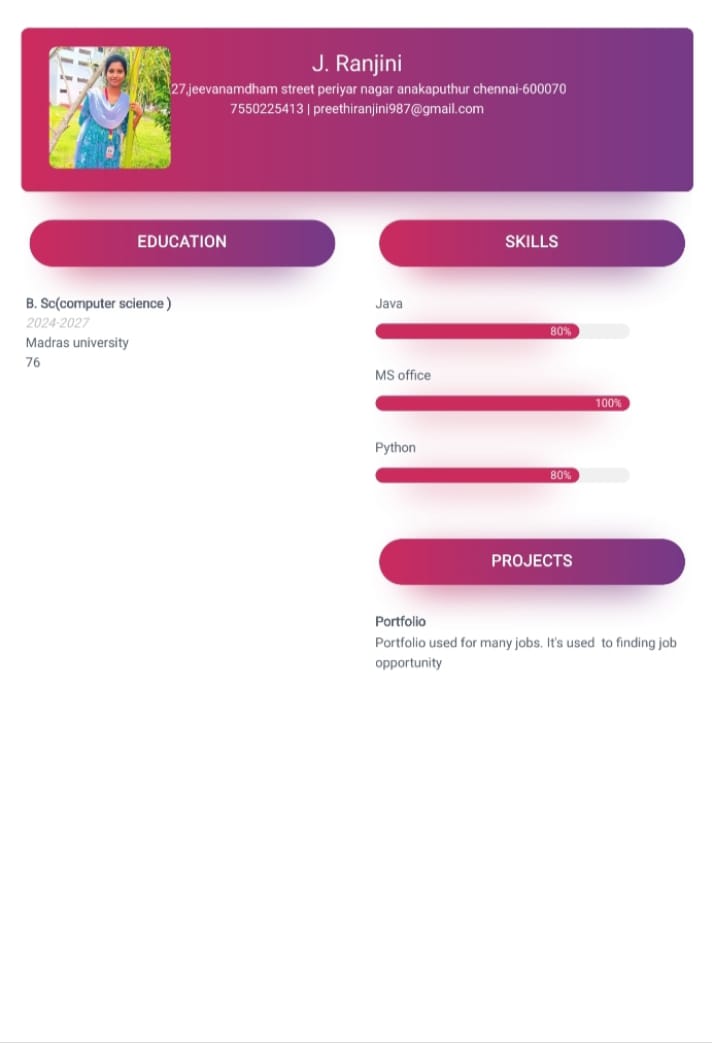 J. Ranjini
27,jeevanamdham street periyar nagar anakaputhur chennai-600070
7550225413 | preethiranjini987@gmail.com
EDUCATION
B. Sc(computer science )
2024-2027
Madras university
76
SKILLS
Java
80%
MS office
100%
Python
80%
PROJECTS
Portfolio
Portfolio used for many jobs. It's used  to finding job
opportunity